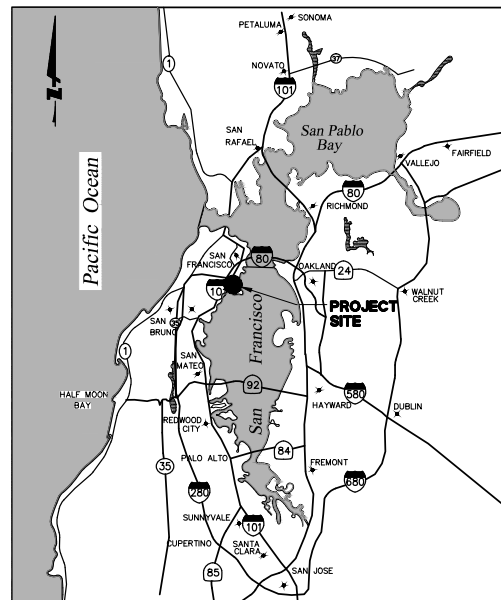 SONOMA
PETALUMA
1
37
NOVATO
101
San Pablo
Bay
SAN
RAFAEL
FAIRFIELD
VALLEJO
80
RICHMOND
Pacific Ocean
SAN
FRANCISCO
80
OAKLAND
24
WALNUT
CREEK
PROJECT
SITE
SAN
BRUNO
35
1
San Francisco
SAN
MATEO
92
HALF MOON
BAY
HAYWARD
580
DUBLIN
REDWOOD
CITY
84
PALO ALTO
35
FREMONT
280
680
SUNNYVALE
101
CUPERTINO
SANTA
CLARA
85
SAN JOSE